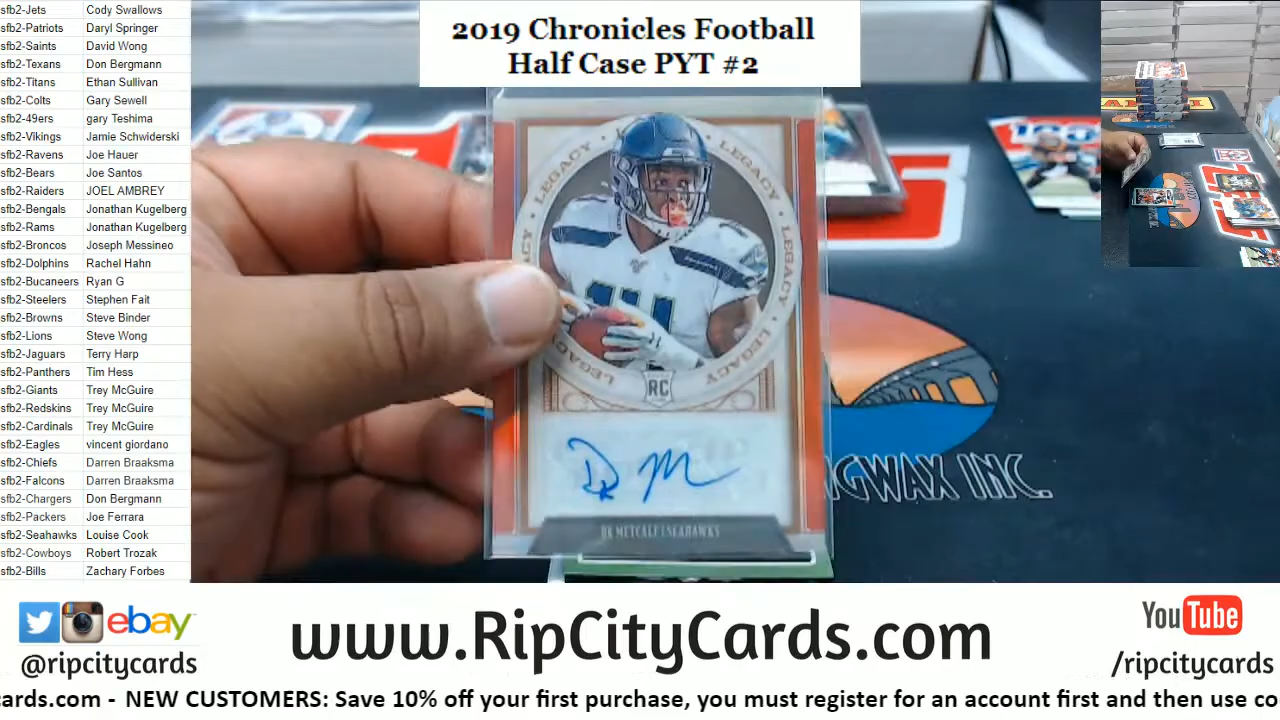 2019 Chronicles Football
Half Case PYT #2
sfb2-Jets Cody Swallows
sfb2-Patriots Daryl Springer
sfb2-Saints David Wong
sfb2-Texans Don Bergmann
sfb2-Titans Ethan Sullivan
sfb2-Colts Gary Sewell
sfb2-49ers gary Teshima
sfb2-Vikings Jamie Schwiderski
sfb2-Ravens Joe Hauer
sfb2-Bears Joe Santos
sfb2-Raiders JOEL AMBREY
sfb2-Bengals Jonathan Kugelberg
sfb2-Rams Jonathan Kugelberg
sfb2-Broncos Joseph Messineo
sfb2-Dolphins Rachel Hahn
sfb2-Bucaneers Ryan G
sfb2-Steelers Stephen Fait
sfb2-Browns Steve Binder
sfb2-Lions Steve Wong
sfb2-Jaguars Terry Harp
sfb2-Panthers Tim Hess
sfb2-Giants Trey McGuire
sfb2-Redskins Trey McGuire
sfb2-Cardinals Trey McGuire
sfb2-Eagles vincent giordano
sfb2-Chiefs Darren Braaksma
sfb2-Falcons Darren Braaksma
sfb2-Chargers Don Bergmann
sfb2-Packers Joe Ferrara
sfb2-Seahawks Louise Cook
sfb2-Cowboys Robert Trozak
sfb2-Bills Zachary Forbes
LEGACY LEGACY LEGACY LEGACY LEGACY
RC
DK METCALF | SEAHAWKS
GWAX INC.
ebay
@ripcitycards
www.RipCityCards.com
YouTube
/ripcitycards
cards.com - NEW CUSTOMERS: Save 10% off your first purchase, you must register for an account first and then use co